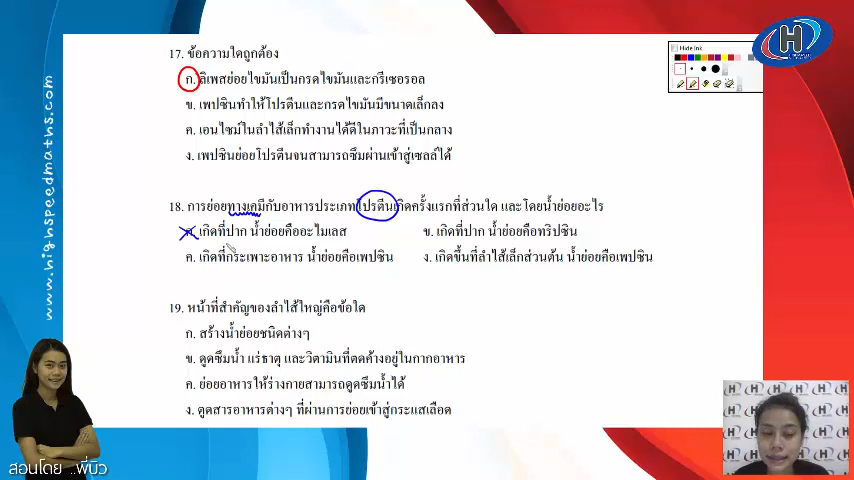 17. ข้อความใดถูกต้อง
ก. ลิเพสย่อยไขมันเป็นกรดไขมันและกรีเซอรอล
ข. เพปซินทำให้โปรตีนและกรดไขมันมีขนาดเล็กลง
ค. เอนไซม์ในลำไส้เล็กทำงานได้ดีในภาวะที่เป็นกลาง
ง. เพปซินย่อยโปรตีนจนสามารถซึมผ่านเข้าสู่เซลล์ได้
18. การย่อยทางเคมีกับอาหารประเภทโปรตีนเกิดครั้งแรกที่ส่วนใด และโดยน้ำย่อยอะไร
ก. เกิดที่ปาก น้ำย่อยคืออะไมเลส
ข. เกิดที่ปาก น้ำย่อยคือทริปซิน
ค. เกิดที่กระเพาะอาหาร น้ำย่อยคือเพปซิน
ง. เกิดขึ้นที่ลำไส้เล็กส่วนต้น น้ำย่อยคือเพปซิน
19. หน้าที่สำคัญของลำไส้ใหญ่คือข้อใด
ก. สร้างน้ำย่อยชนิดต่างๆ
ข. ดูดซึมน้ำ แร่ธาตุ และวิตามินที่ตกค้างอยู่ในกากอาหาร
ค. ย่อยอาหารให้ร่างกายสามารถดูดซึมน้ำได้
ง. ดูดสารอาหารต่างๆ ที่ผ่านการย่อยเข้าสู่กระแสเลือด
www.highspeedmaths.com
Hide Ink
H
สอนโดย ..พี่บิว